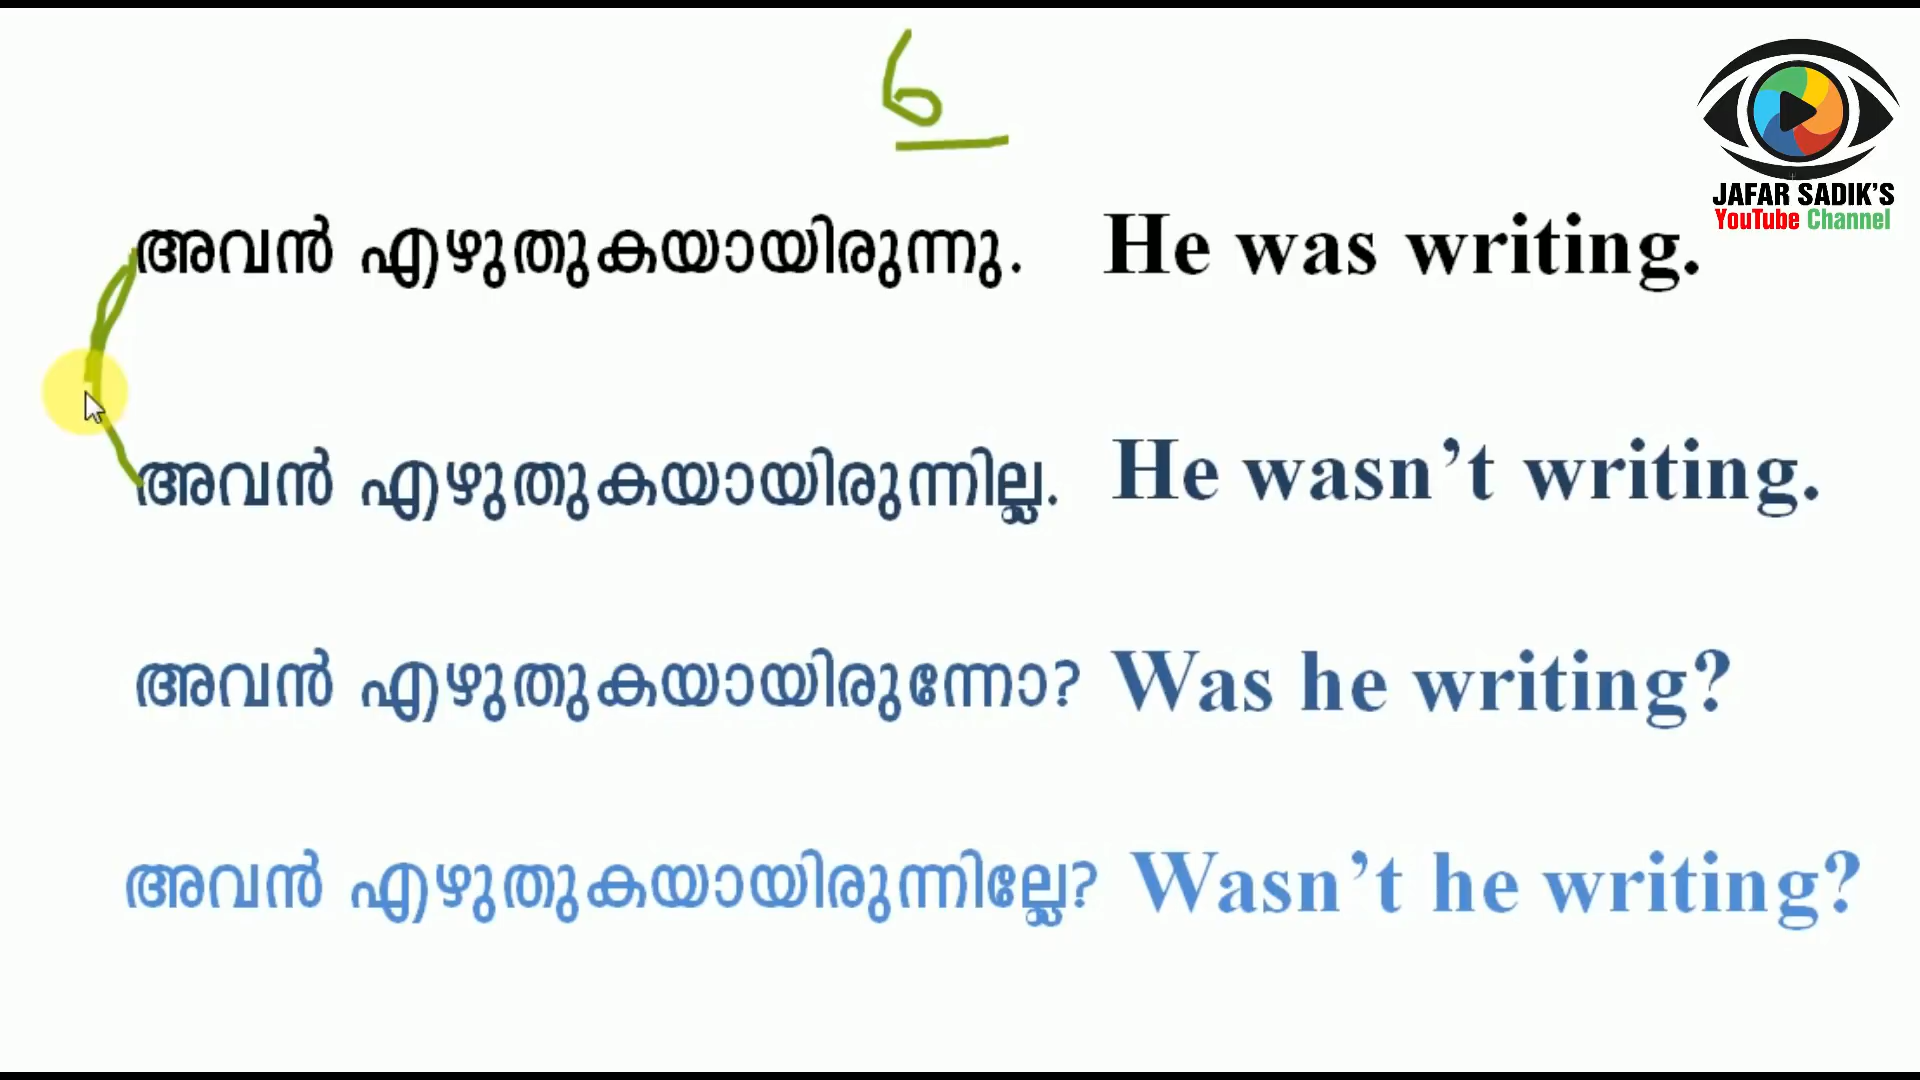 6
JAFAR SADIK'S
YouTube Channel
അവൻ എഴുതുകയായിരുന്നു. He was writing.
അവൻ എഴുതുകയായിരുന്നില്ല. He wasn’t writing.
അവൻ എഴുതുകയായിരുന്നോ? Was he writing?
അവൻ എഴുതുകയായിരുന്നില്ലേ? Wasn’t he writing?